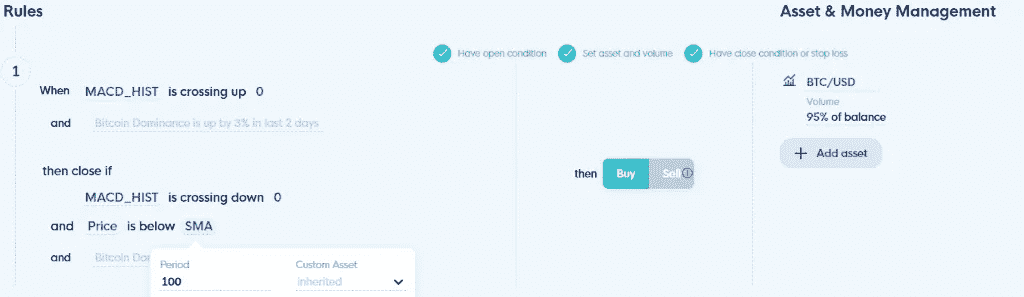 Rules
Asset & Money Management
Have open condition
Set asset and volume
Have close condition or stop loss
1
When MACD_HIST is crossing up 0
and Bitcoin Dominance is up by 3% in last 2 days
then close if
MACD_HIST is crossing down 0
and Price is below SMA
and Bitcoin Do
Period
100
Custom Asset
inherited
then Buy Sell
BTC/USD
Volume
95% of balance
+ Add asset